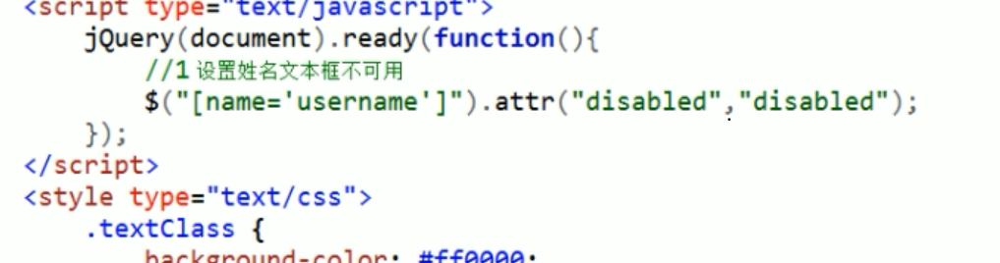 <script type="text/javascript">
jQuery(document).ready(function(){
//1 设置姓名文本框不可用
$("[name='username']").attr("disabled","disabled");
});
</script>
<style type="text/css">
.textClass {
background-color: #ff0000;